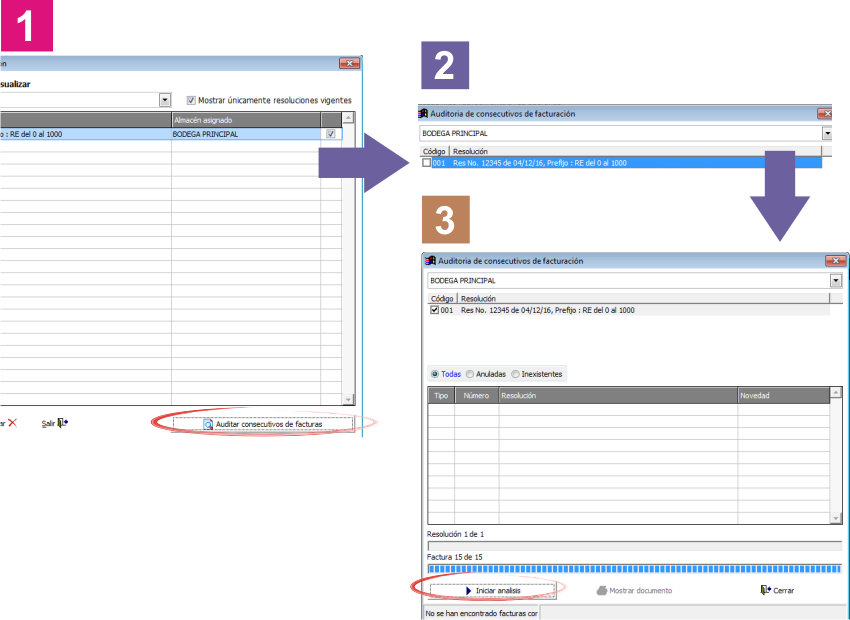 1
ón
sualizar
Mostrar únicamente resoluciones vigentes
Almacén asignado
o : RE del 0 al 1000 BODEGA PRINCIPAL
ar Salir Auditar consecutivos de facturas
2
Auditoria de consecutivos de facturación
BODEGA PRINCIPAL
Código Resolución
001 Res No. 12345 de 04/12/16, Prefijo : RE del 0 al 1000
3
Auditoria de consecutivos de facturación
BODEGA PRINCIPAL
Código Resolución
001 Res No. 12345 de 04/12/16, Prefijo : RE del 0 al 1000
Todas Anuladas Inexistentes
Tipo Número Resolución Novedad
Resolución 1 de 1
Factura 15 de 15
Iniciar analisis Mostrar documento Cerrar
No se han encontrado facturas cor